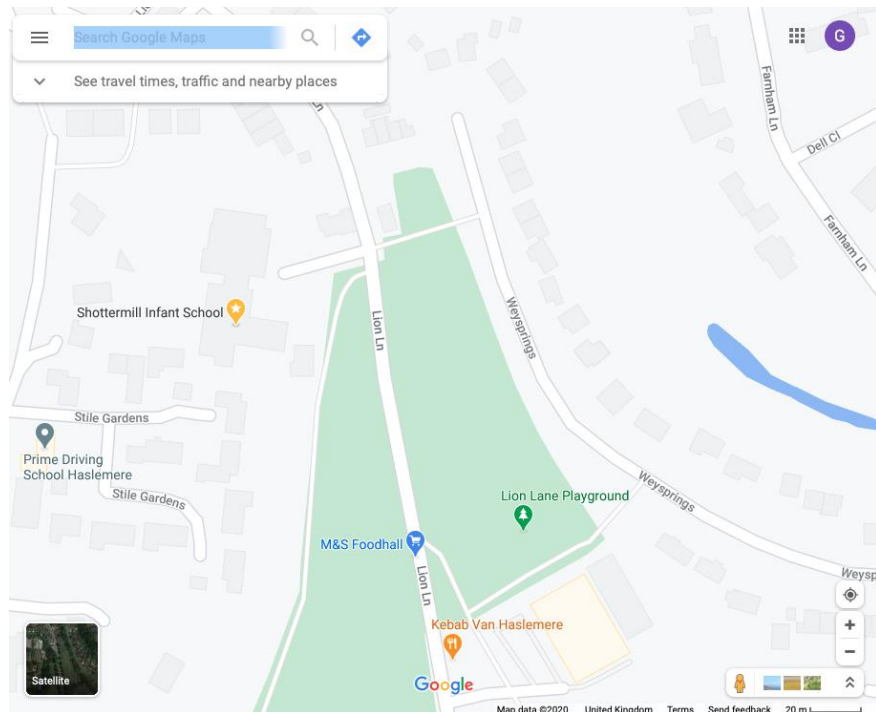 Search Google Maps
G
See travel times, traffic and nearby places
Farnham Ln
Dell Cl
Ln
Farnham Ln
Shottermill Infant School
Lion Ln
Weysprings
Stile Gardens
Prime Driving
School Haslemere
Stile Gardens
Weysprings
Lion Lane Playground
M&S Foodhall
Lion Ln
Weysp
Kebab Van Haslemere
Satellite
Google
Map data ©2020 United Kingdom Terms Send feedback 20 m